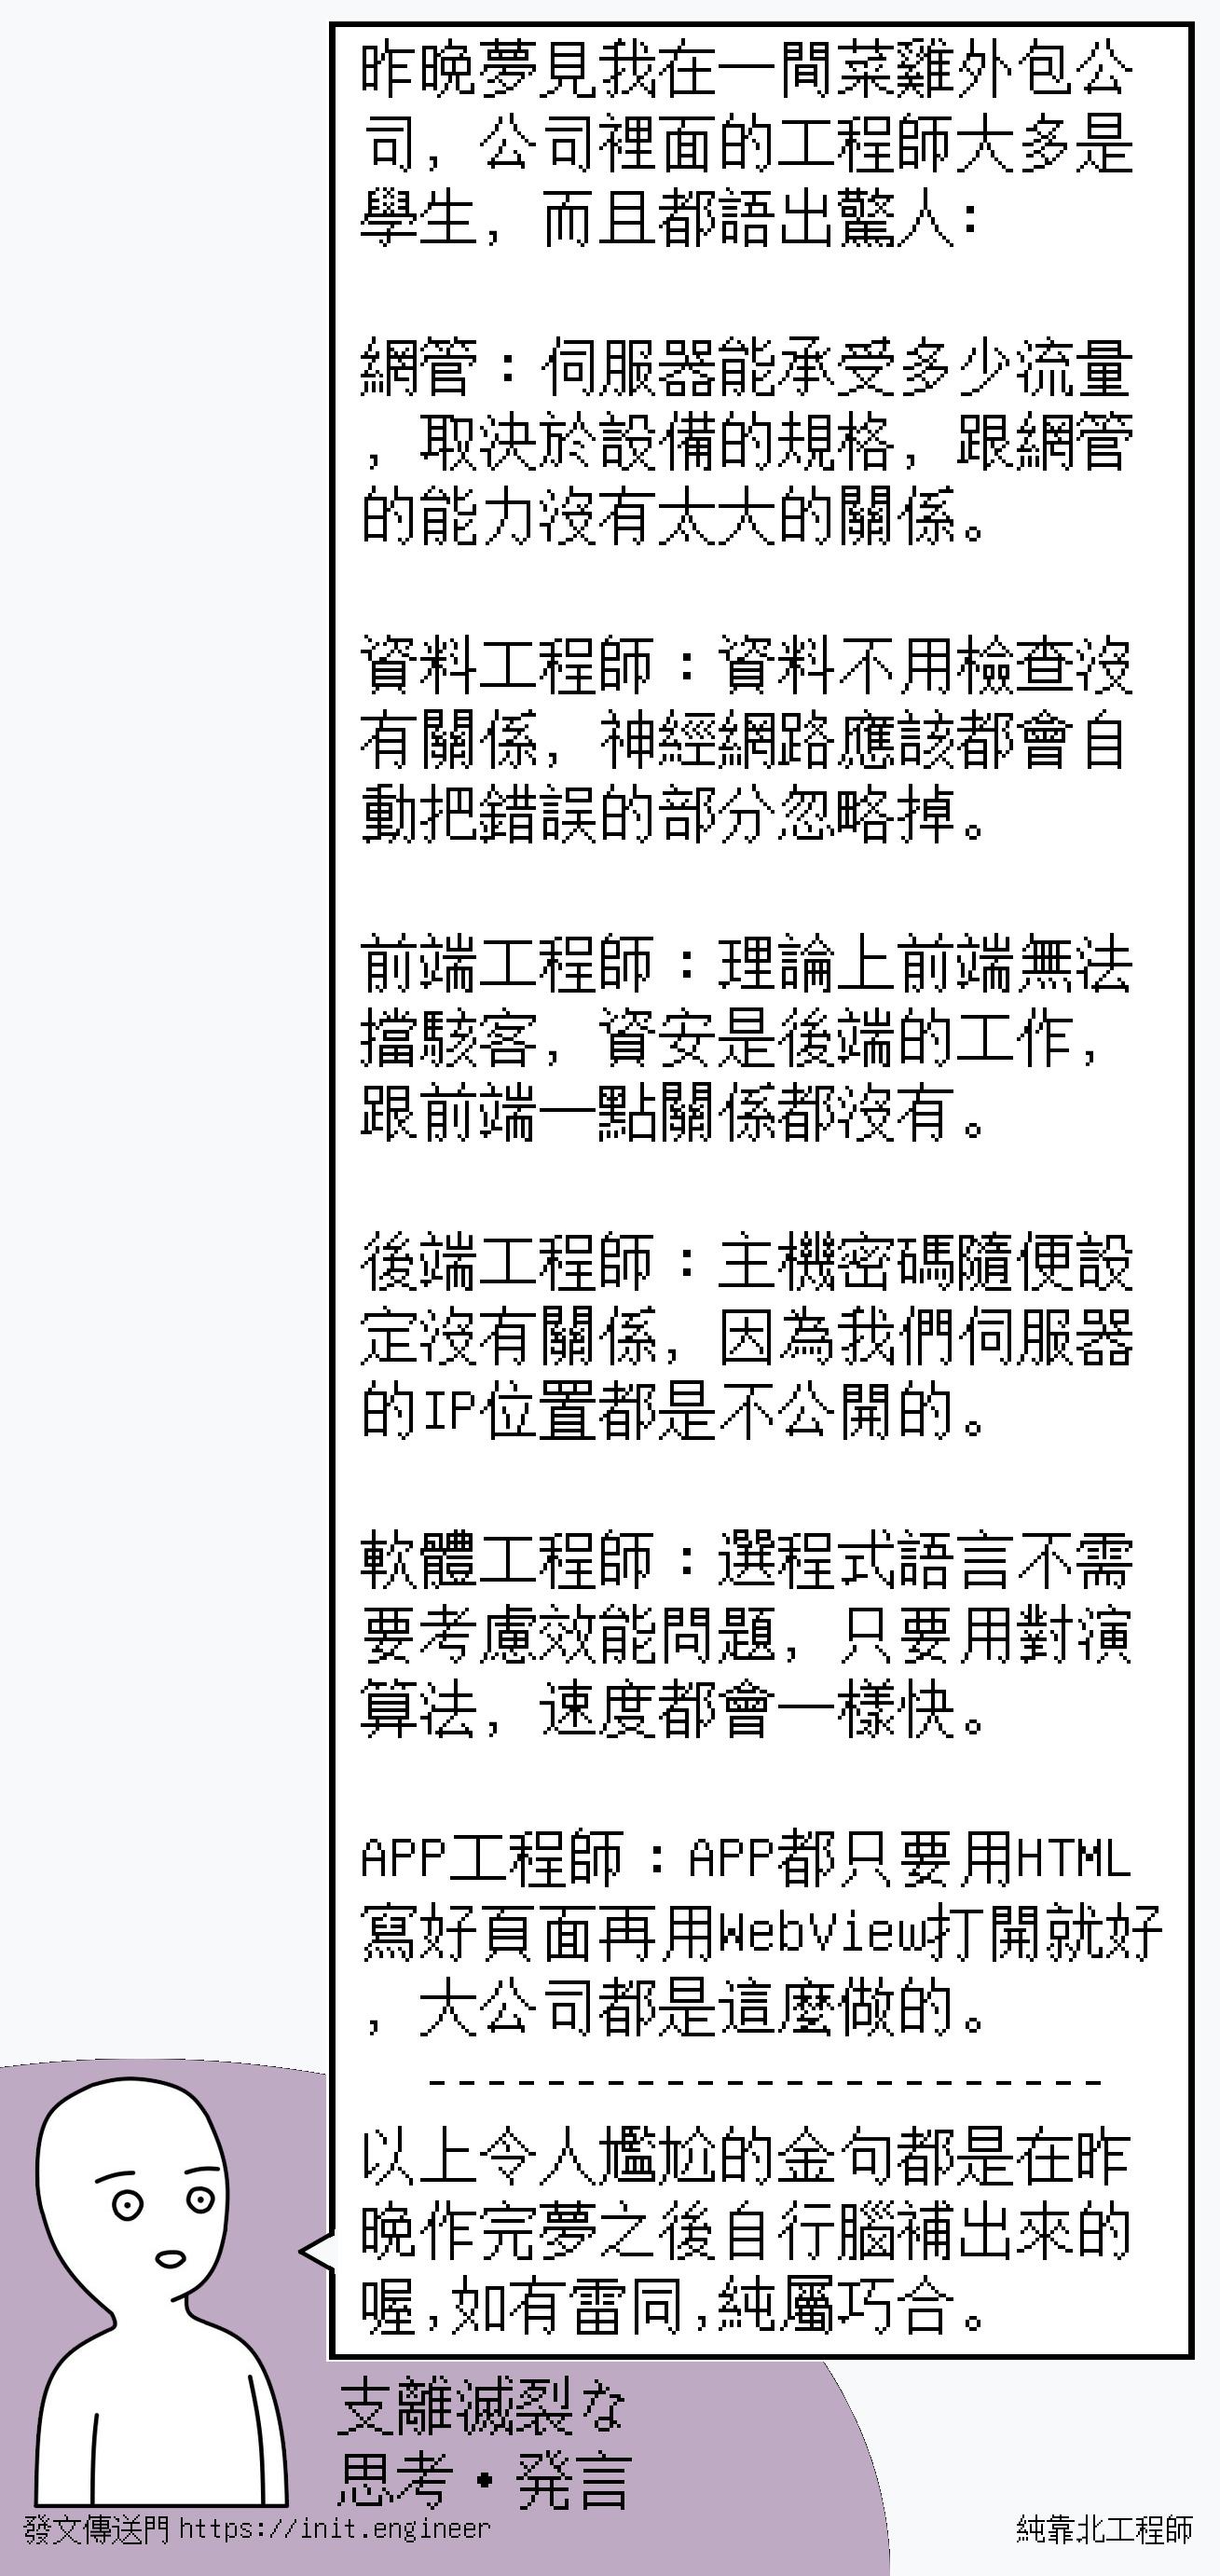 昨晚夢見我在一間菜雞外包公
司, 公司裡面的工程師大多是
學生, 而且都語出驚人:
網管：伺服器能承受多少流量
, 取決於設備的規格, 跟網管
的能力沒有太大的關係。
資料工程師：資料不用檢查沒
有關係, 神經網路應該都會自
動把錯誤的部分忽略掉。
前端工程師：理論上前端無法
擋駭客, 資安是後端的工作,
跟前端一點關係都沒有。
後端工程師：主機密碼隨便設
定沒有關係, 因為我們伺服器
的IP位置都是不公開的。
軟體工程師：選程式語言不需
要考慮效能問題, 只要用對演
算法, 速度都會一樣快。
APP工程師：APP都只要用HTML
寫好頁面再用WebView打開就好
, 大公司都是這麼做的。
-----------------------
以上令人尷尬的金句都是在昨
晚作完夢之後自行腦補出來的
喔,如有雷同,純屬巧合。
支離滅裂な
思考・発言
發文傳送門 https://init.engineer
純靠北工程師